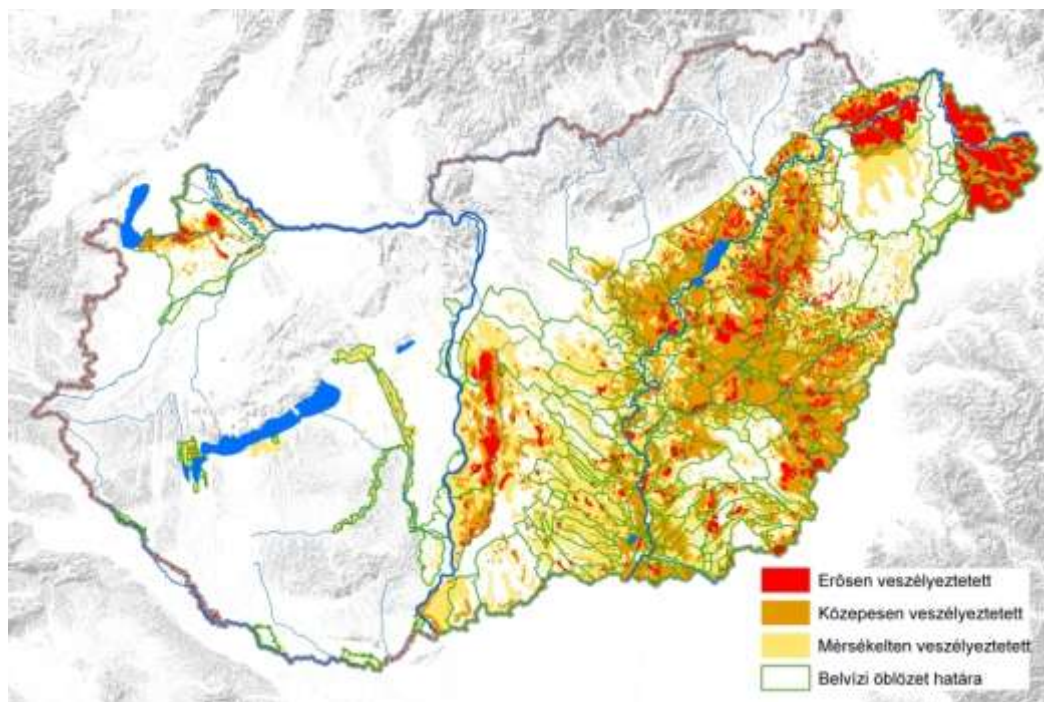 Erősen veszélyeztetett
Közepesen veszélyeztetett
Mérsékelten veszélyeztetett
Belvízi öblözet határa